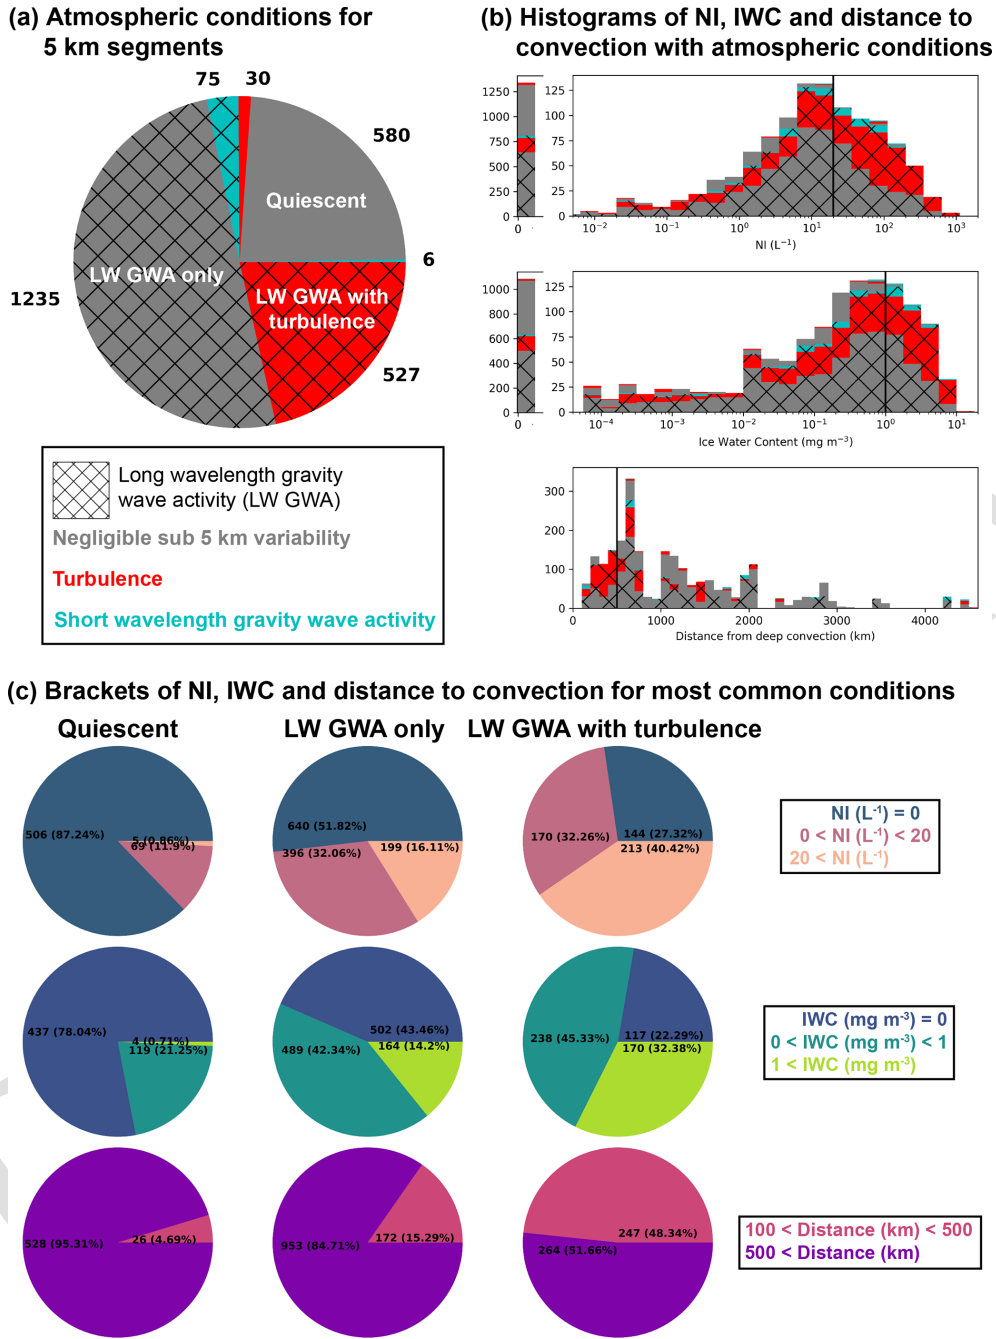 (a) Atmospheric conditions for
5 km segments
75
30
580
Quiescent
6
LW GWA only
LW GWA with
turbulence
1235
527
Long wavelength gravity
wave activity (LW GWA)
Negligible sub 5 km variability
Turbulence
Short wavelength gravity wave activity
(b) Histograms of NI, IWC and distance to
convection with atmospheric conditions
1250
1000
750
500
250
0
0
125
100
75
50
25
0
10⁻² 10⁻¹ 10⁰ 10¹ 10² 10³
NI (L⁻¹)
1000
800
600
400
200
0
0
125
100
75
50
25
0
10⁻⁴ 10⁻³ 10⁻² 10⁻¹ 10⁰ 10¹
Ice Water Content (mg m⁻³)
300
200
100
0
0 1000 2000 3000 4000
Distance from deep convection (km)
(c) Brackets of NI, IWC and distance to convection for most common conditions
Quiescent LW GWA only LW GWA with turbulence
506 (87.24%)
5 (0.86%)
69 (11.9%)
640 (51.82%)
396 (32.06%)
199 (16.11%)
170 (32.26%)
144 (27.32%)
213 (40.42%)
NI (L⁻¹) = 0
0 < NI (L⁻¹) < 20
20 < NI (L⁻¹)
437 (78.04%)
4 (0.71%)
119 (21.25%)
502 (43.46%)
489 (42.34%)
164 (14.2%)
238 (45.33%)
117 (22.29%)
170 (32.38%)
IWC (mg m⁻³) = 0
0 < IWC (mg m⁻³) < 1
1 < IWC (mg m⁻³)
528 (95.31%)
26 (4.69%)
953 (84.71%)
172 (15.29%)
247 (48.34%)
264 (51.66%)
100 < Distance (km) < 500
500 < Distance (km)